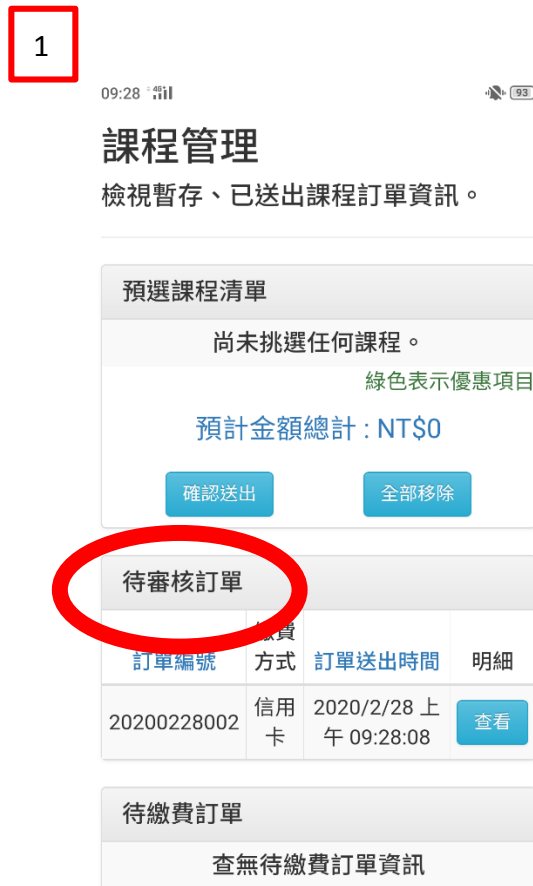 1
09:28 4G
93
課程管理
檢視暫存、已送出課程訂單資訊。
預選課程清單
尚未挑選任何課程。
綠色表示優惠項目
預計金額總計 : NT$0
確認送出 全部移除
待審核訂單
訂單編號 方式 訂單送出時間 明細
20200228002 信用卡 2020/2/28 上午 09:28:08 查看
待繳費訂單
查無待繳費訂單資訊